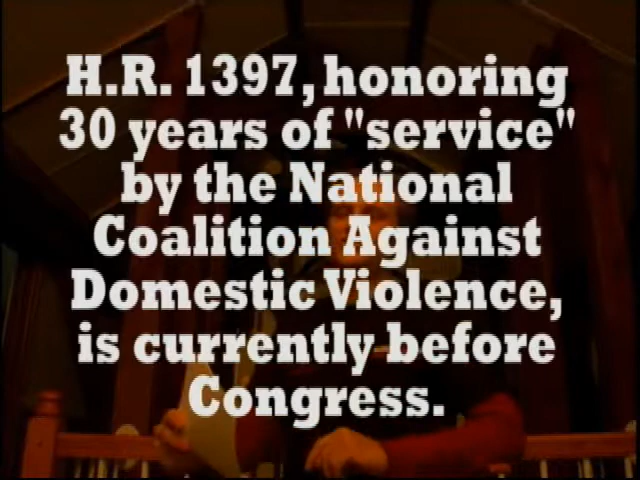 H.R. 1397, honoring
30 years of "service"
by the National
Coalition Against
Domestic Violence,
is currently before
Congress.